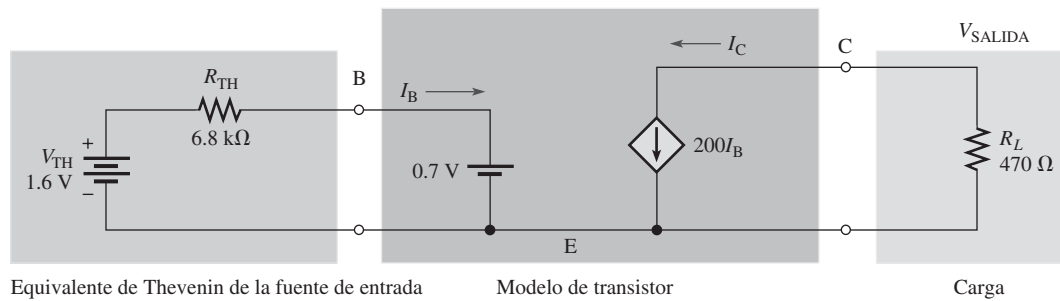 V_SALIDA
I_C
C
R_TH
B
I_B
6.8 kΩ
+
V_TH
1.6 V
–
0.7 V
200I_B
R_L
470 Ω
E
Equivalente de Thevenin de la fuente de entrada
Modelo de transistor
Carga